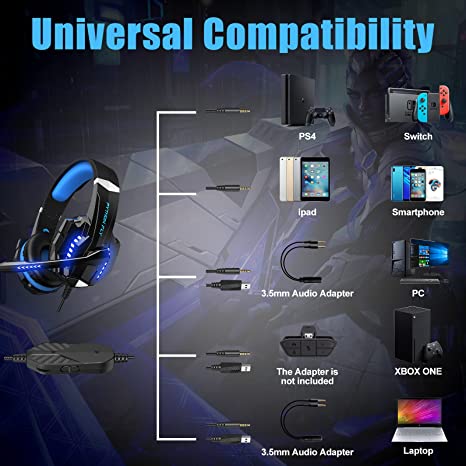 Universal Compatibility
PS4
Switch
Ipad
Smartphone
3.5mm Audio Adapter
PC
The Adapter is
not included
XBOX ONE
3.5mm Audio Adapter
Laptop